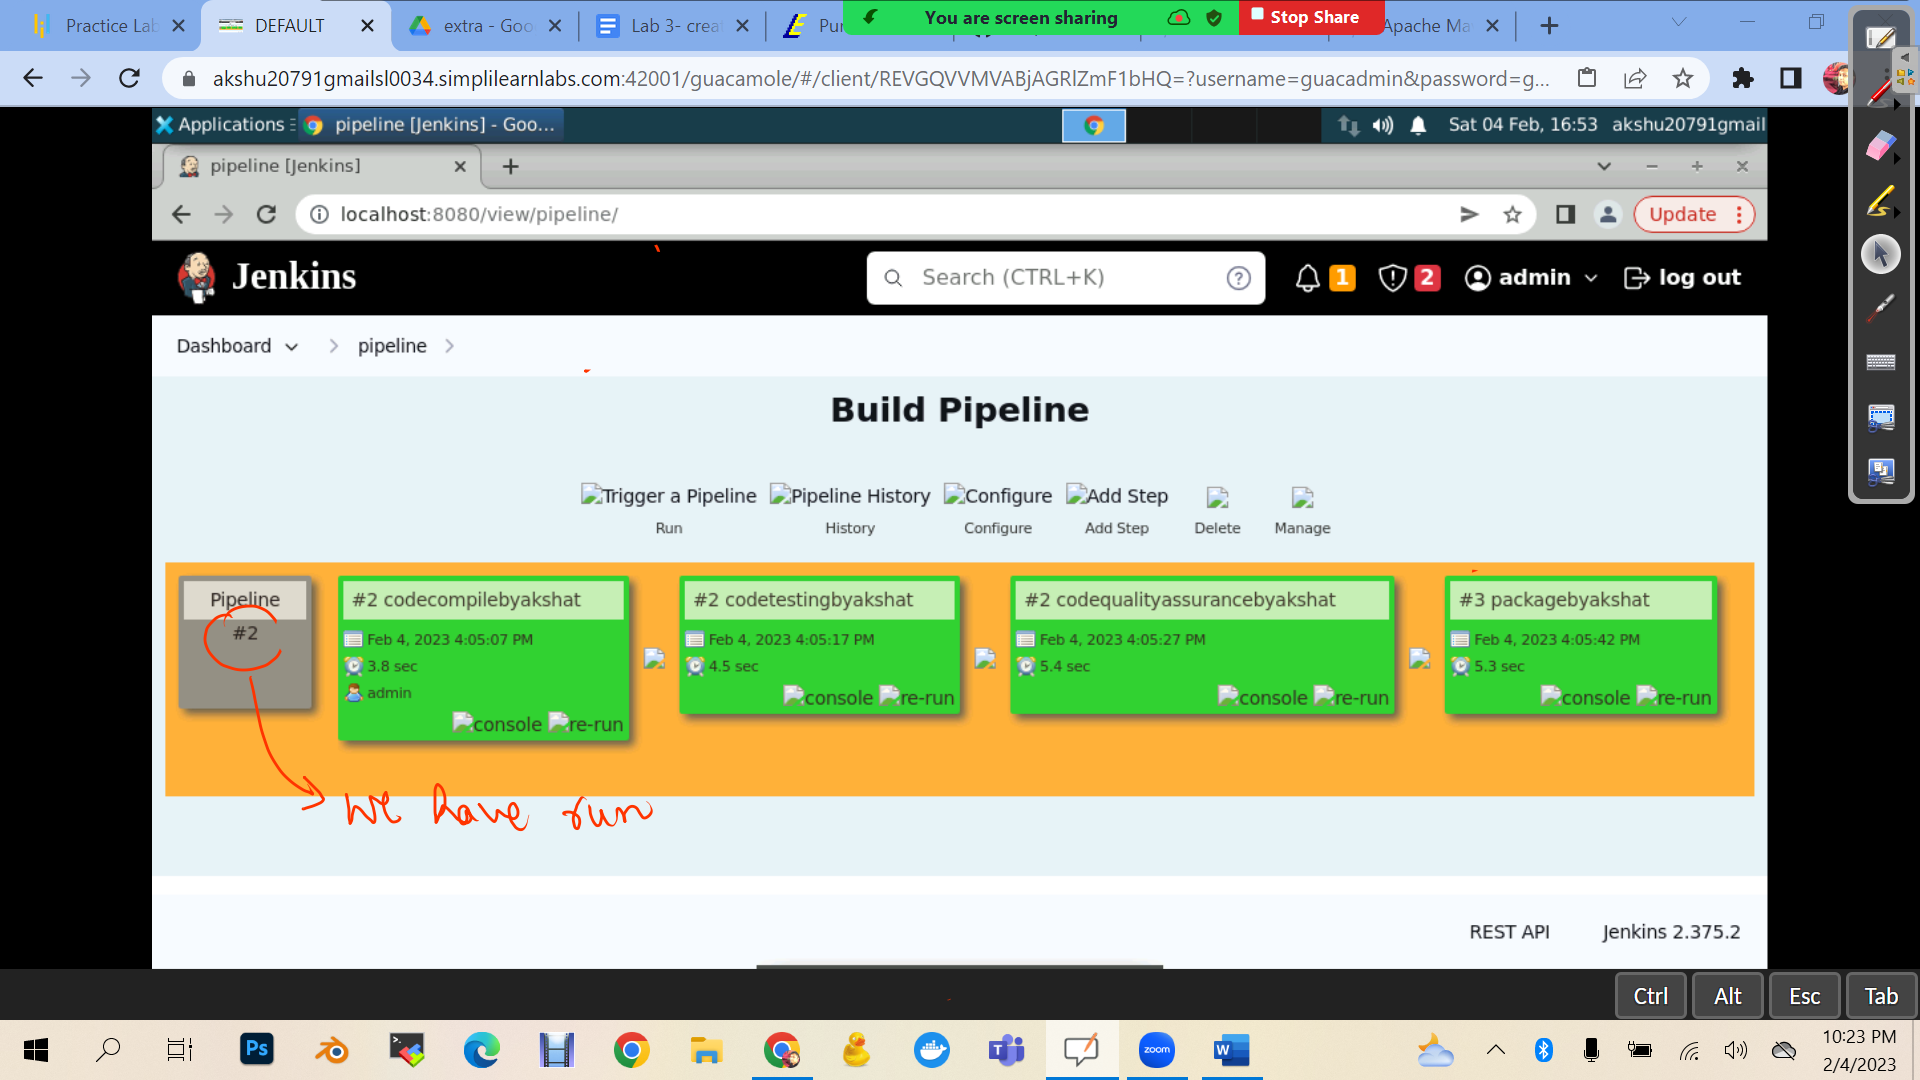 Practice Lab
DEFAULT
extra - Goo
Lab 3- crea
Pu
You are screen sharing
Stop Share
Apache Ma
akshu20791gmailsl0034.simplilearnlabs.com:42001/guacamole/#/client/REVGQVVMVABjAGRlZmF1bHQ=?username=guacadmin&password=g...
Applications
pipeline [Jenkins] - Goo...
Sat 04 Feb, 16:53 akshu20791gmail
pipeline [Jenkins]
localhost:8080/view/pipeline/
Update
Jenkins
Search (CTRL+K)
1
2
admin
log out
Dashboard
pipeline
Build Pipeline
Trigger a Pipeline Pipeline History Configure Add Step
Run History Configure Add Step Delete Manage
Pipeline
#2
#2 codecompilebyakshat
Feb 4, 2023 4:05:07 PM
3.8 sec
admin
console re-run
#2 codetestingbyakshat
Feb 4, 2023 4:05:17 PM
4.5 sec
console re-run
#2 codequalityassurancebyakshat
Feb 4, 2023 4:05:27 PM
5.4 sec
console re-run
#3 packagebyakshat
Feb 4, 2023 4:05:42 PM
5.3 sec
console re-run
We have run
REST API
Jenkins 2.375.2
Ctrl Alt Esc Tab
Ps
zoom
W
10:23 PM
2/4/2023